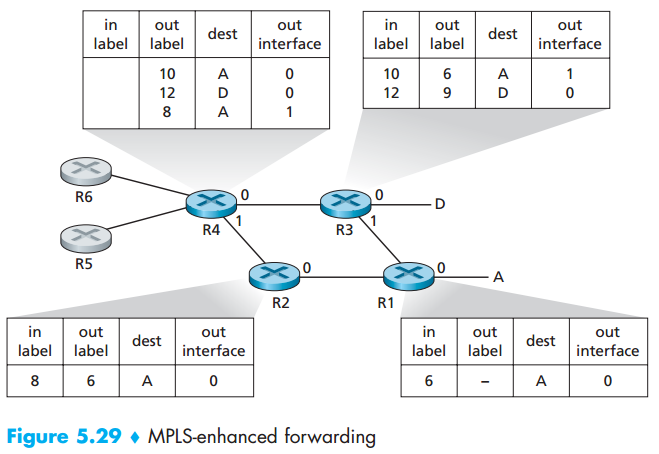 in out dest out
label label interface
10 A 0
12 D 0
8 A 1
in out dest out
label label interface
10 6 A 1
12 9 D 0
R6
R5
R4
0
1
R3
0
1
D
R2
0
R1
0
A
in out dest out
label label interface
8 6 A 0
in out dest out
label label interface
6 – A 0
Figure 5.29 ♦ MPLS-enhanced forwarding